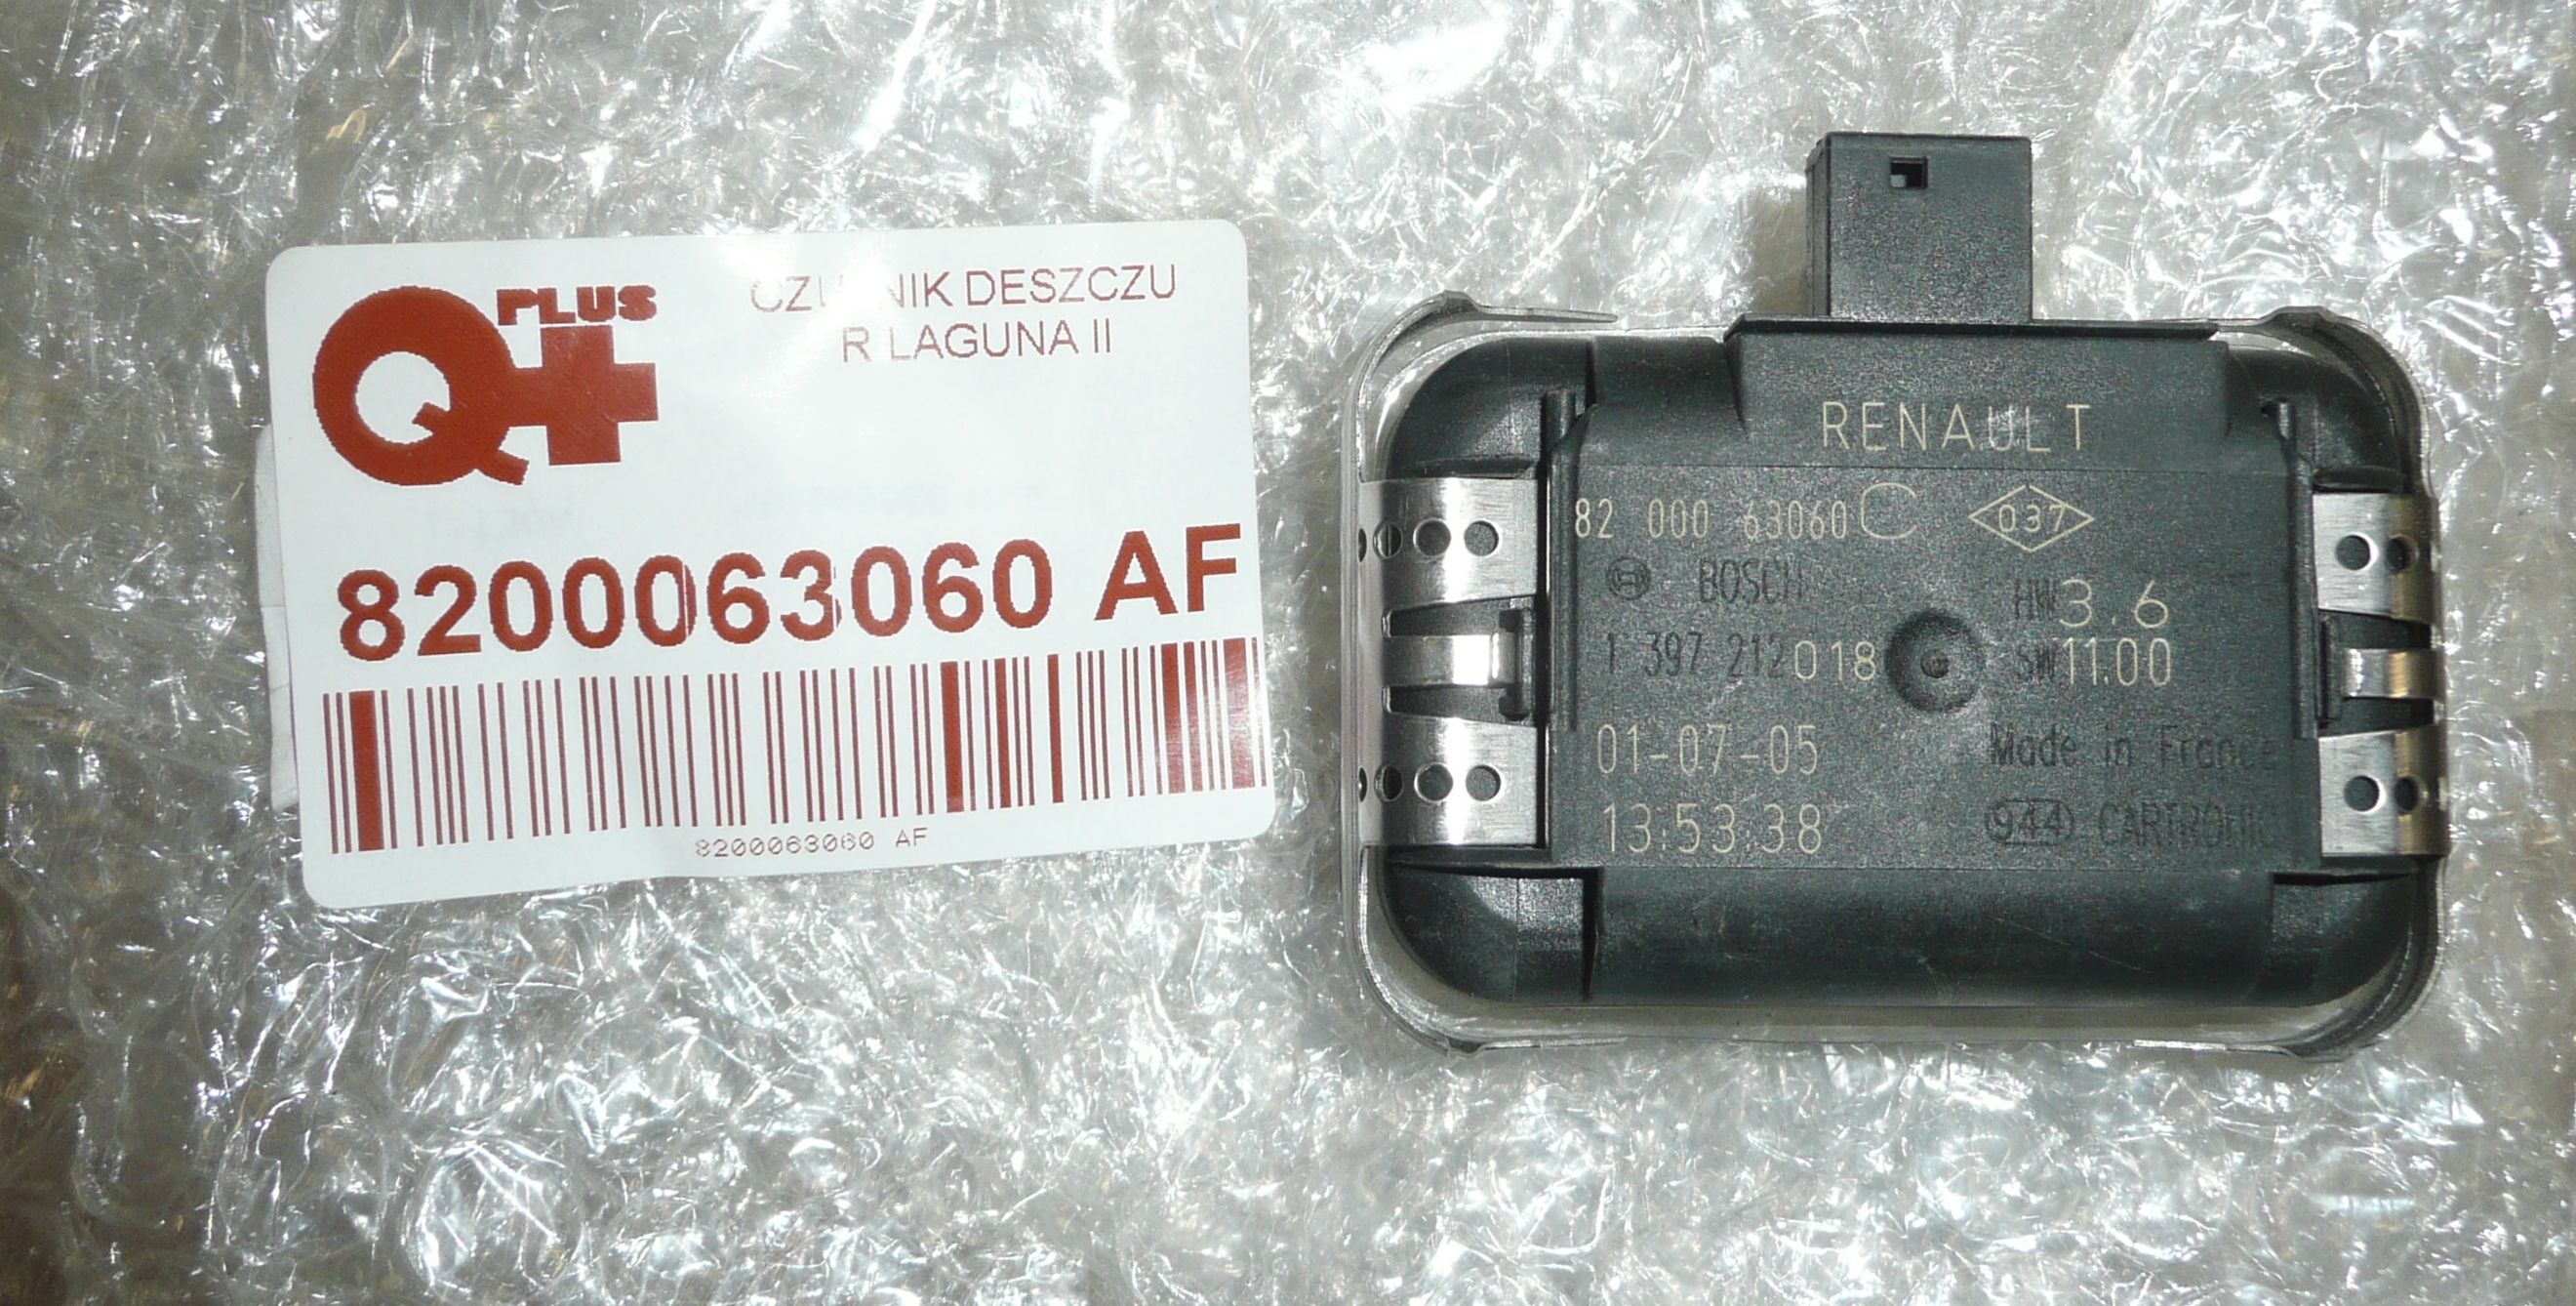 PLUS
Q
DESZCZU
R LAGUNA II
8200063060 AF
8200063060 AF
RENAULT
82 000 63060 C 037
BOSCH HW 3.6
1 397 212 018 SW 11.00
01-07-05 Made in France
13:53:38 944 CARTRONIC